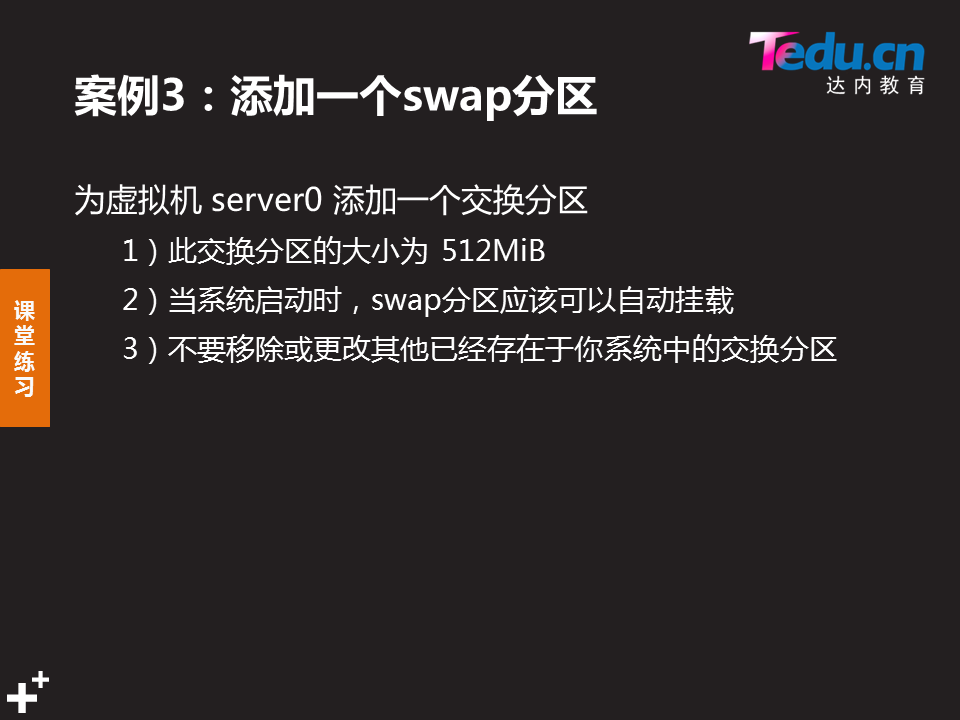 Tedu.cn
达内教育
案例3：添加一个swap分区
为虚拟机 server0 添加一个交换分区
1）此交换分区的大小为 512MiB
2）当系统启动时，swap分区应该可以自动挂载
3）不要移除或更改其他已经存在于你系统中的交换分区
课
堂
练
习